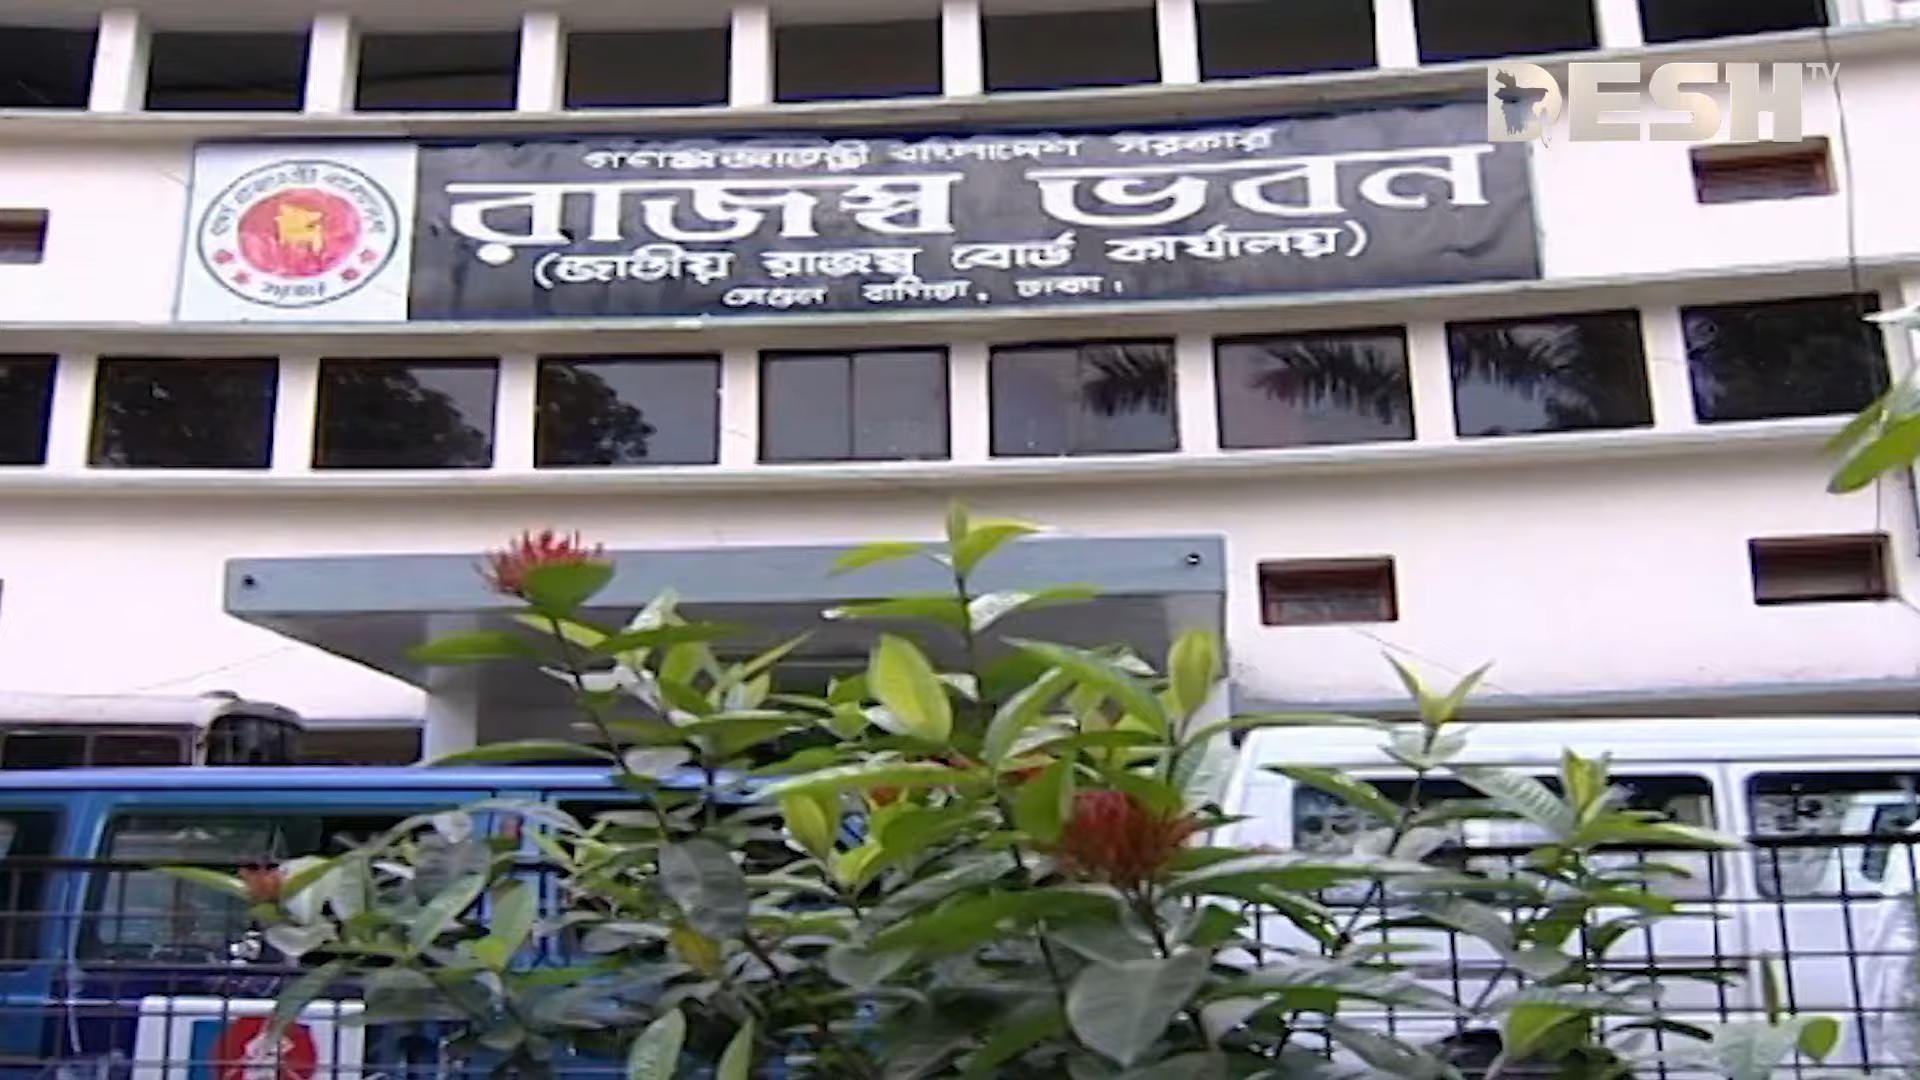 DESH TV
গণপ্রজাতন্ত্রী বাংলাদেশ সরকার
রাজস্ব ভবন
(জাতীয় রাজস্ব বোর্ড কার্যালয়)
সেগুন বাগিচা, ঢাকা।